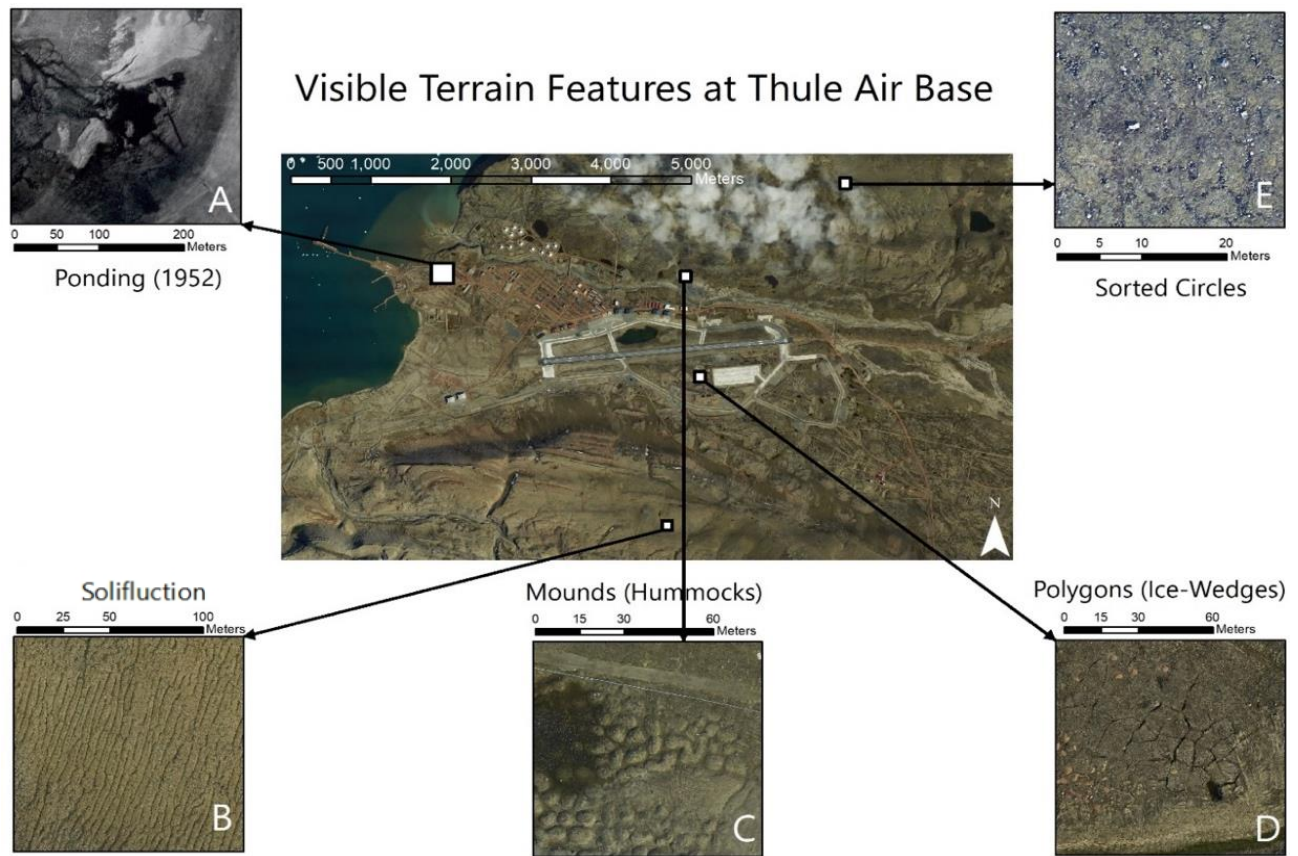 Visible Terrain Features at Thule Air Base
A
0 50 100 200
Meters
Ponding (1952)
0 500 1,000 2,000 3,000 4,000 5,000
Meters
N
E
0 5 10 20
Meters
Sorted Circles
Solifluction
0 25 50 100
Meters
B
Mounds (Hummocks)
0 15 30 60
Meters
C
Polygons (Ice-Wedges)
0 15 30 60
Meters
D